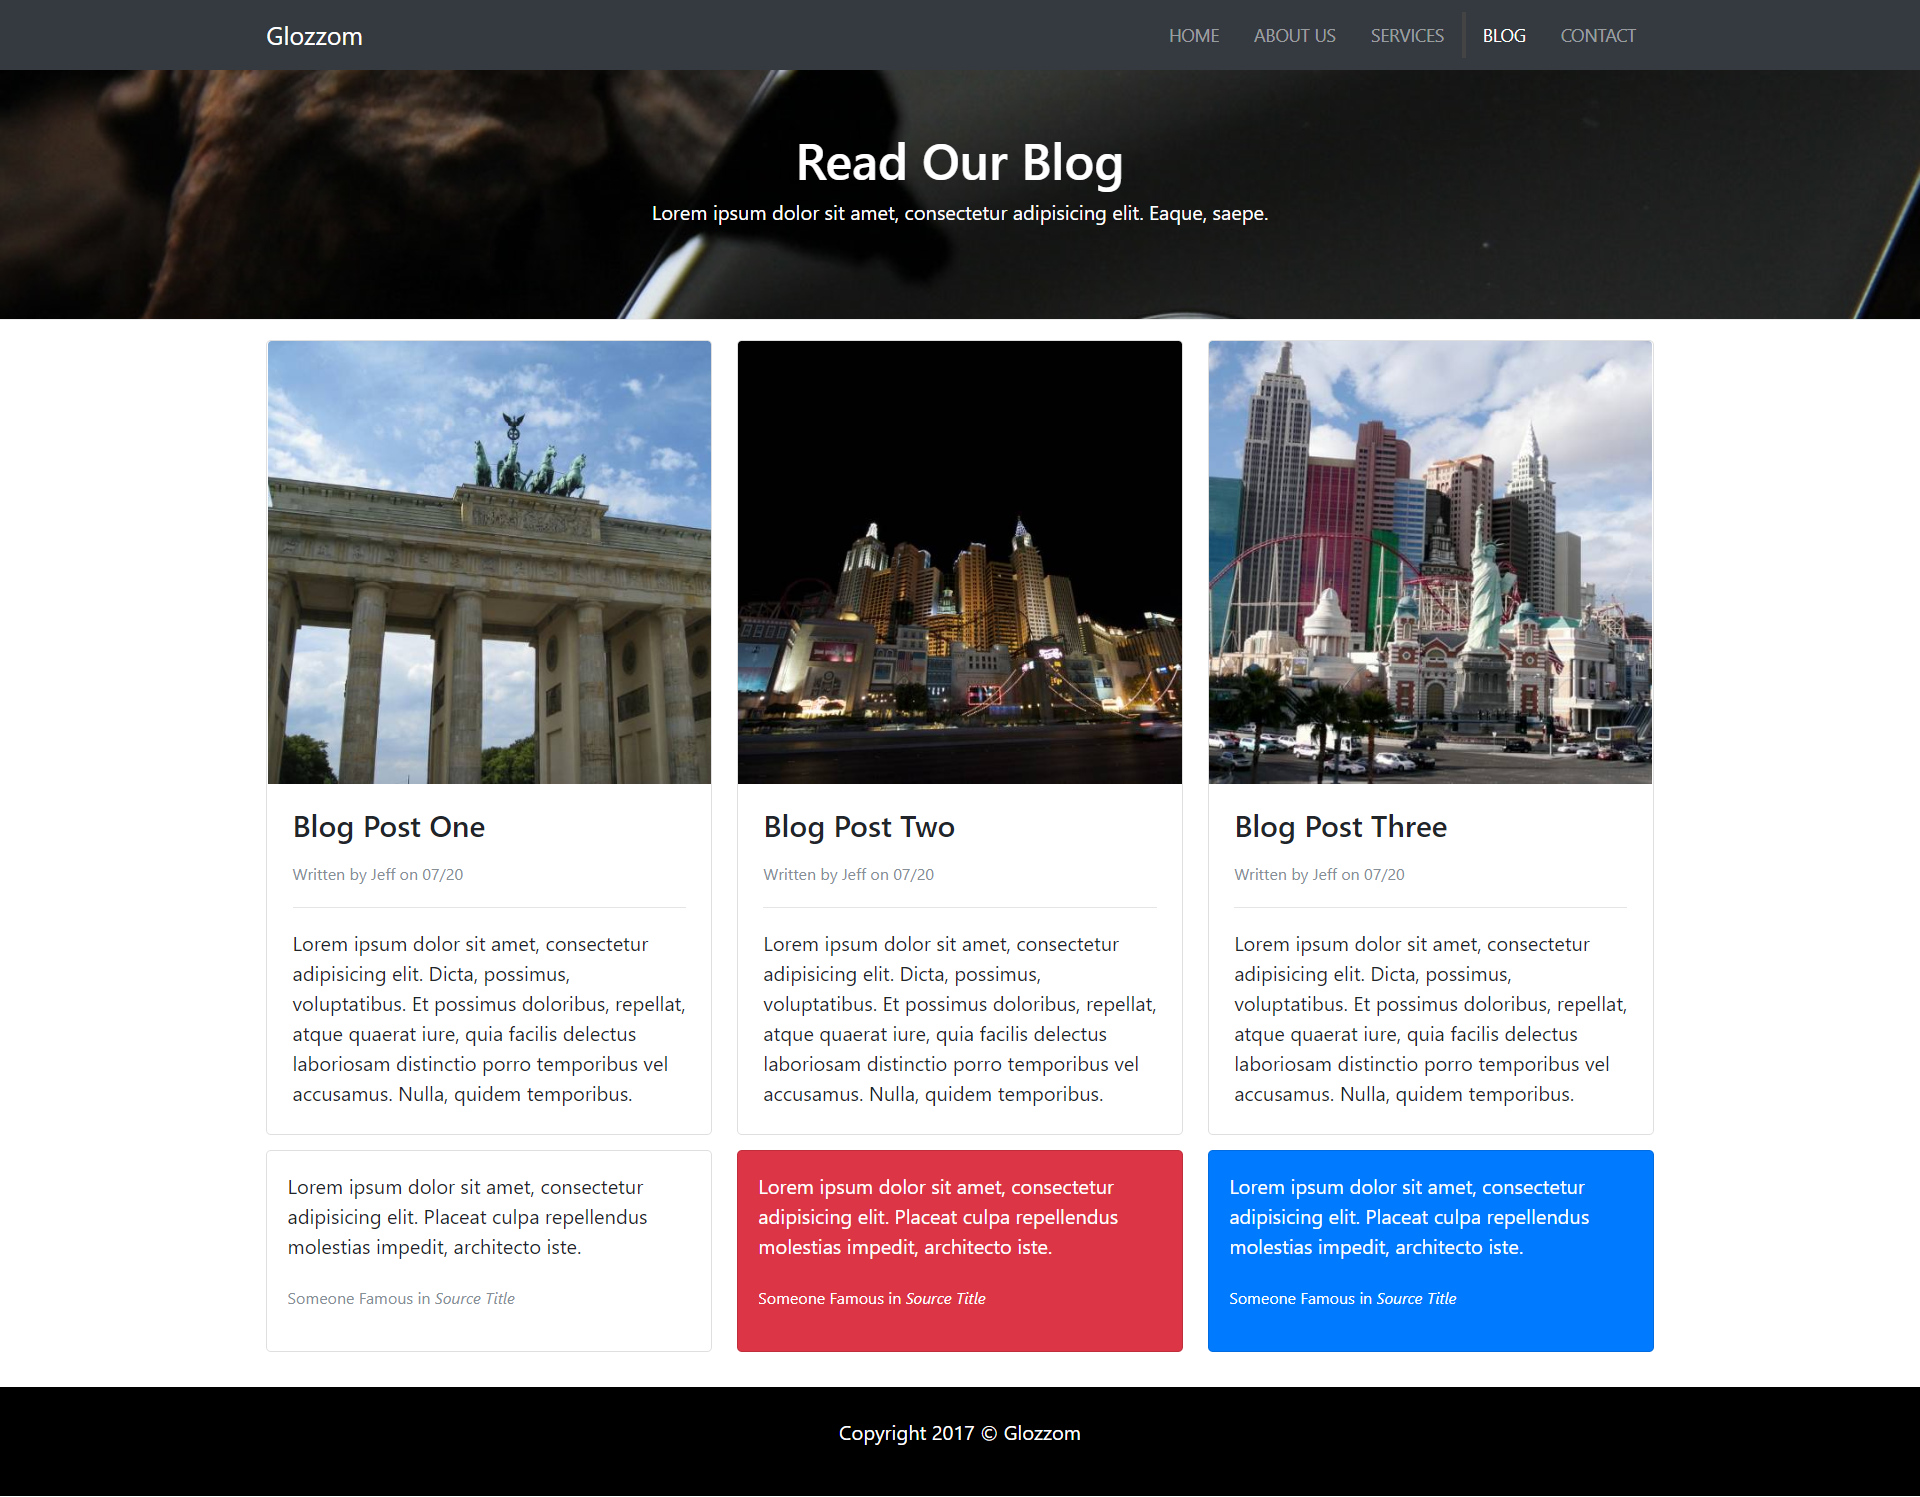 Glozzom
HOME ABOUT US SERVICES BLOG CONTACT
Read Our Blog
Lorem ipsum dolor sit amet, consectetur adipisicing elit. Eaque, saepe.
Blog Post One
Written by Jeff on 07/20
Lorem ipsum dolor sit amet, consectetur
adipisicing elit. Dicta, possimus,
voluptatibus. Et possimus doloribus, repellat,
atque quaerat iure, quia facilis delectus
laboriosam distinctio porro temporibus vel
accusamus. Nulla, quidem temporibus.
Blog Post Two
Written by Jeff on 07/20
Lorem ipsum dolor sit amet, consectetur
adipisicing elit. Dicta, possimus,
voluptatibus. Et possimus doloribus, repellat,
atque quaerat iure, quia facilis delectus
laboriosam distinctio porro temporibus vel
accusamus. Nulla, quidem temporibus.
Blog Post Three
Written by Jeff on 07/20
Lorem ipsum dolor sit amet, consectetur
adipisicing elit. Dicta, possimus,
voluptatibus. Et possimus doloribus, repellat,
atque quaerat iure, quia facilis delectus
laboriosam distinctio porro temporibus vel
accusamus. Nulla, quidem temporibus.
Lorem ipsum dolor sit amet, consectetur
adipisicing elit. Placeat culpa repellendus
molestias impedit, architecto iste.
Someone Famous in Source Title
Lorem ipsum dolor sit amet, consectetur
adipisicing elit. Placeat culpa repellendus
molestias impedit, architecto iste.
Someone Famous in Source Title
Lorem ipsum dolor sit amet, consectetur
adipisicing elit. Placeat culpa repellendus
molestias impedit, architecto iste.
Someone Famous in Source Title
Copyright 2017 © Glozzom